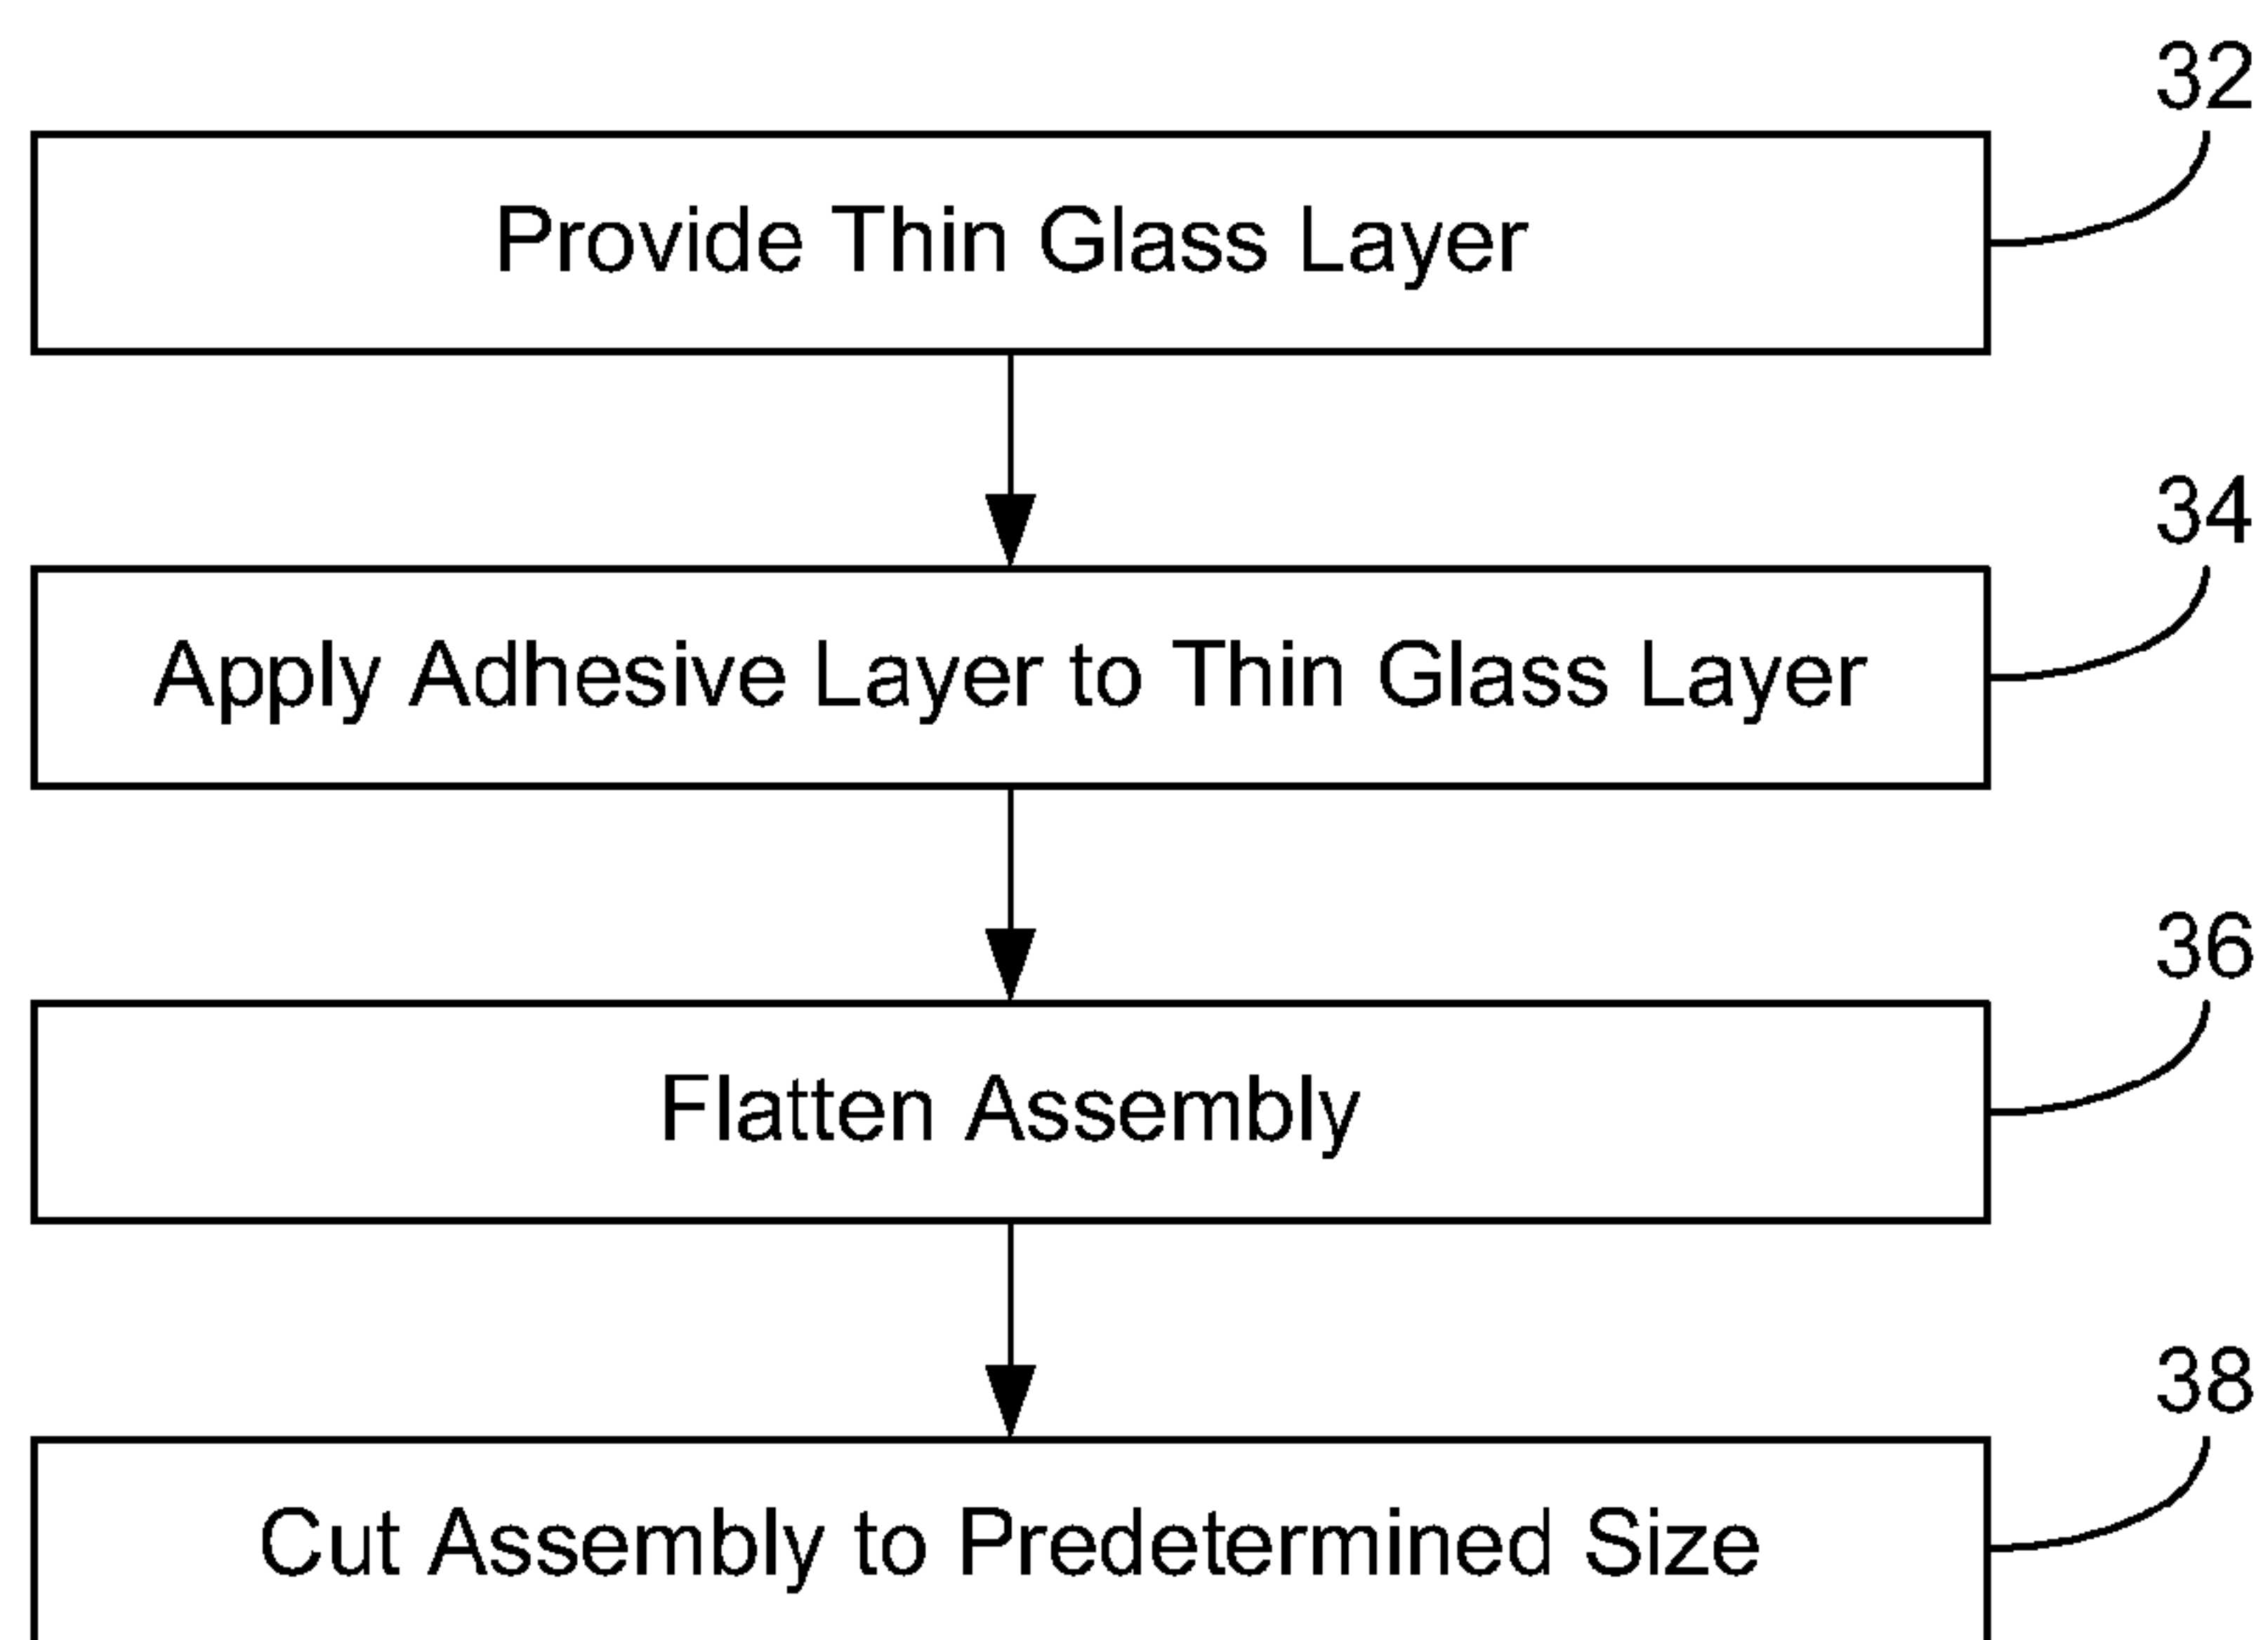 32
Provide Thin Glass Layer
34
Apply Adhesive Layer to Thin Glass Layer
36
Flatten Assembly
38
Cut Assembly to Predetermined Size